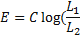 E = C log(L₁/L₂